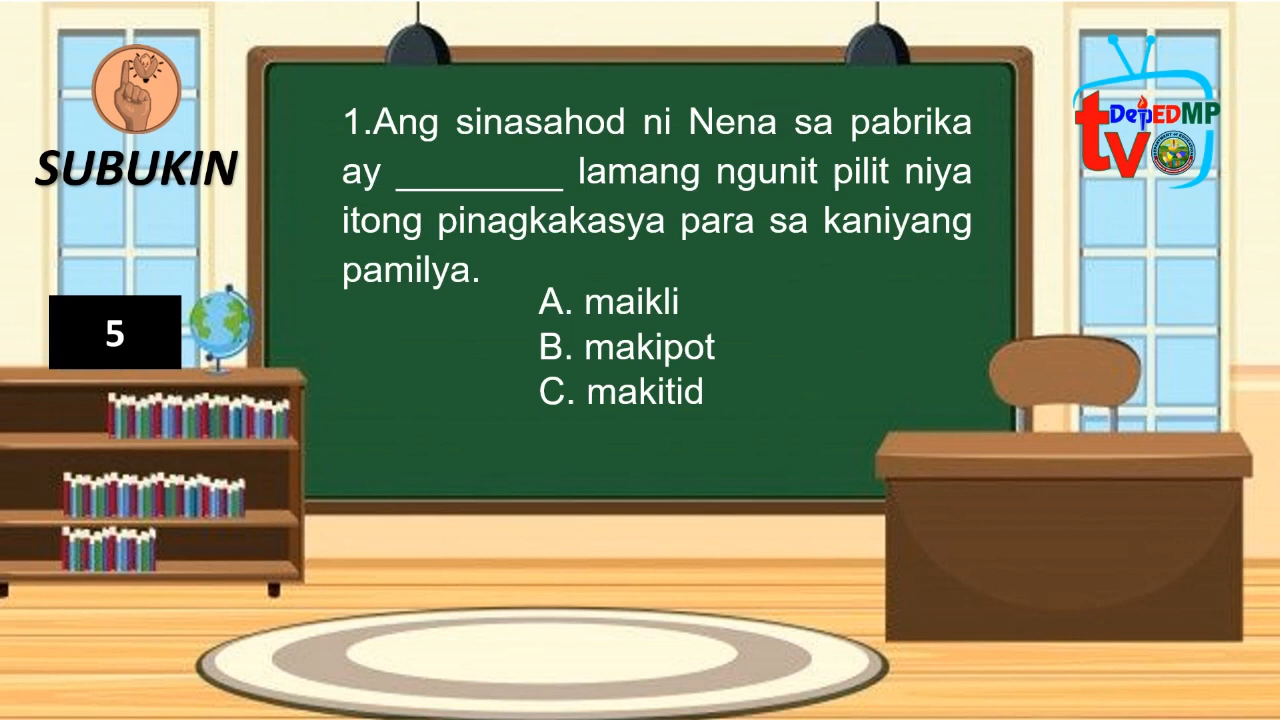 SUBUKIN
tv DepEDMP
1.Ang sinasahod ni Nena sa pabrika
ay _________ lamang ngunit pilit niya
itong pinagkakasya para sa kaniyang
pamilya.
A. maikli
B. makipot
C. makitid
5